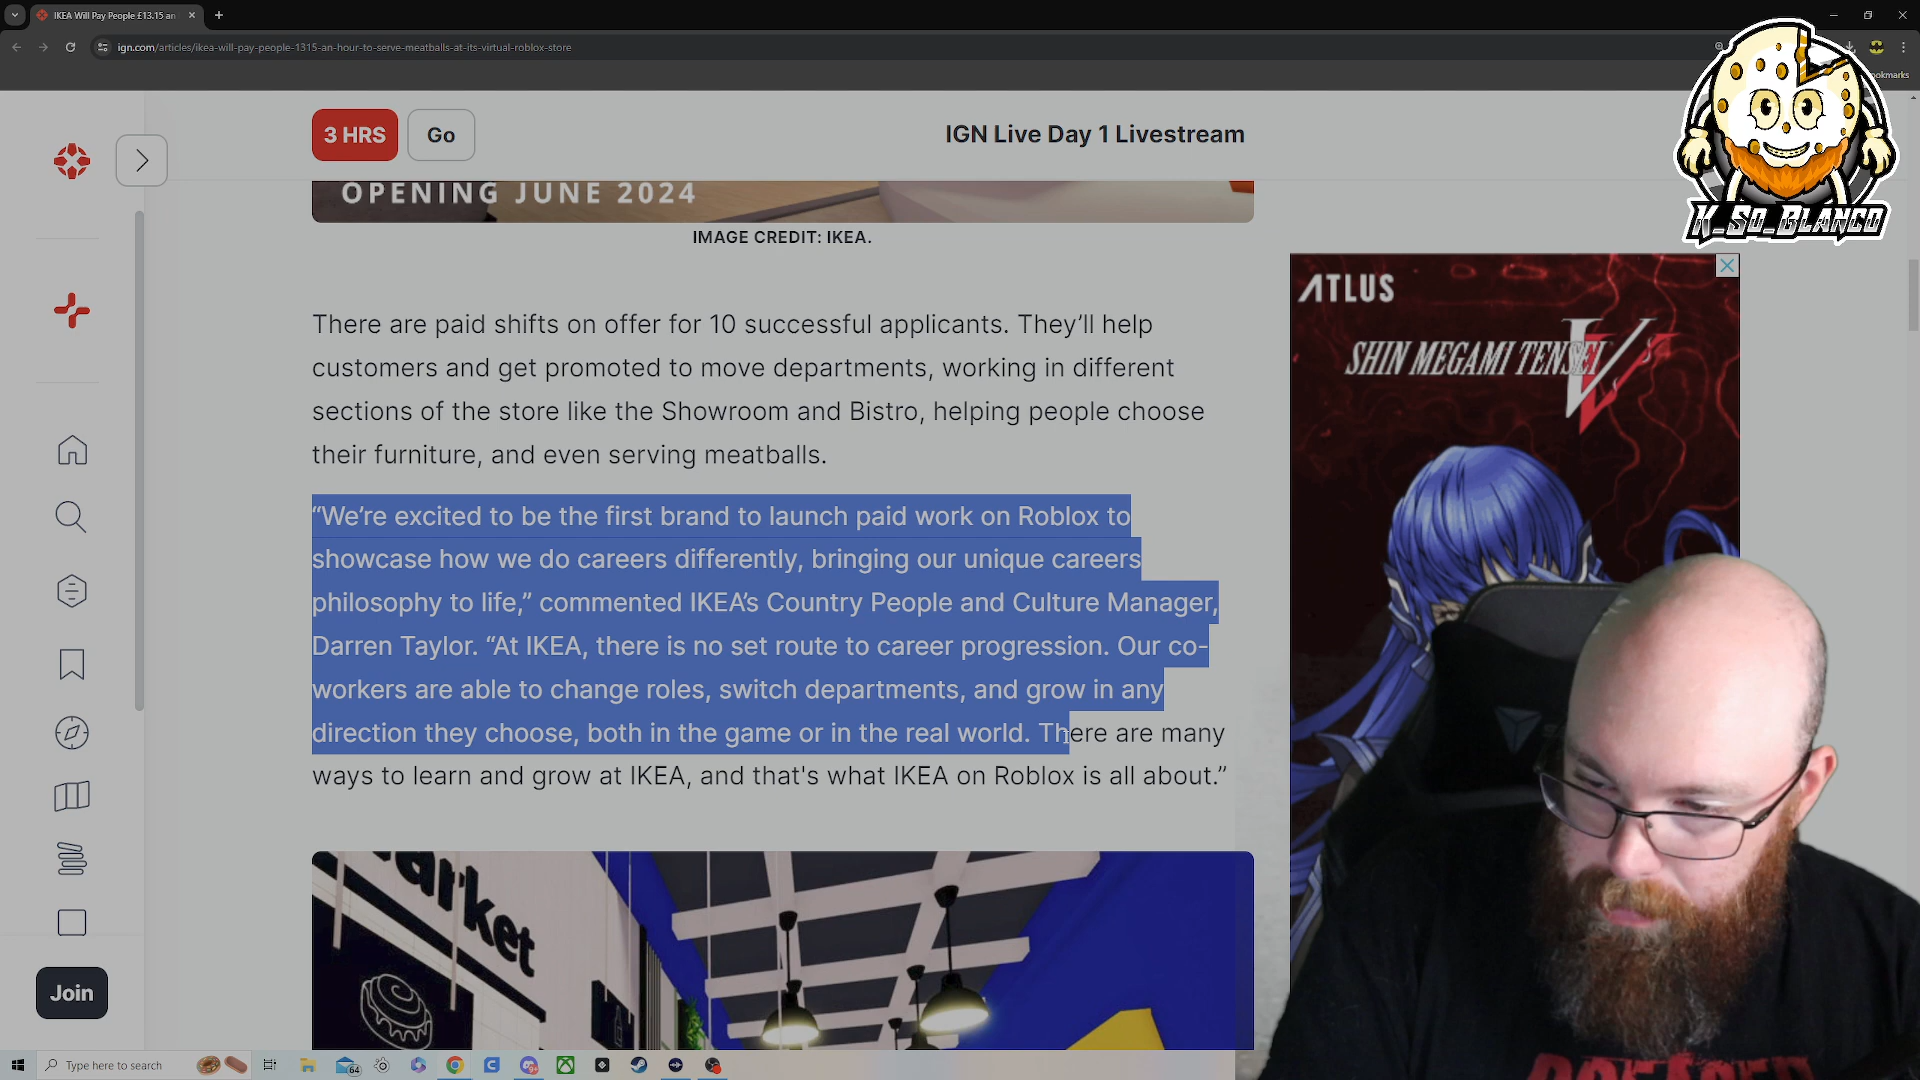 IKEA Will Pay People £13.15 an
ign.com/articles/ikea-will-pay-people-1315-an-hour-to-serve-meatballs-at-its-virtual-roblox-store
ookmarks
K_So_Blanco
3 HRS
Go
IGN Live Day 1 Livestream
OPENING JUNE 2024
IMAGE CREDIT: IKEA.
There are paid shifts on offer for 10 successful applicants. They’ll help
customers and get promoted to move departments, working in different
sections of the store like the Showroom and Bistro, helping people choose
their furniture, and even serving meatballs.
“We’re excited to be the first brand to launch paid work on Roblox to
showcase how we do careers differently, bringing our unique careers
philosophy to life,” commented IKEA’s Country People and Culture Manager,
Darren Taylor. “At IKEA, there is no set route to career progression. Our co-
workers are able to change roles, switch departments, and grow in any
direction they choose, both in the game or in the real world. There are many
ways to learn and grow at IKEA, and that's what IKEA on Roblox is all about.”
ATLUS
SHIN MEGAMI TENSEI V
arket
Join
Type here to search
64